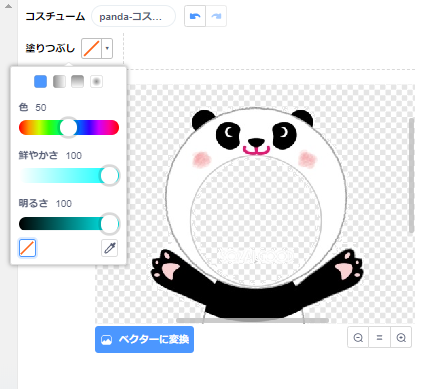 コスチューム panda-コス...
塗りつぶし
色 50
鮮やかさ 100
明るさ 100
ベクターに変換